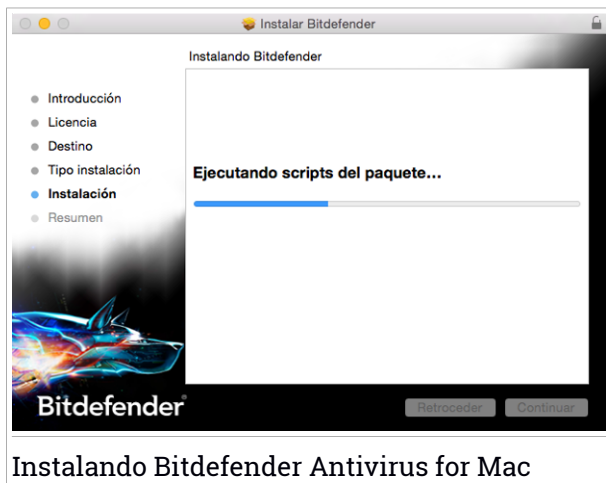 Instalar Bitdefender
Instalando Bitdefender
Introducción
Licencia
Destino
Tipo instalación
Instalación
Resumen
Ejecutando scripts del paquete...
Bitdefender
Retroceder
Continuar
Instalando Bitdefender Antivirus for Mac